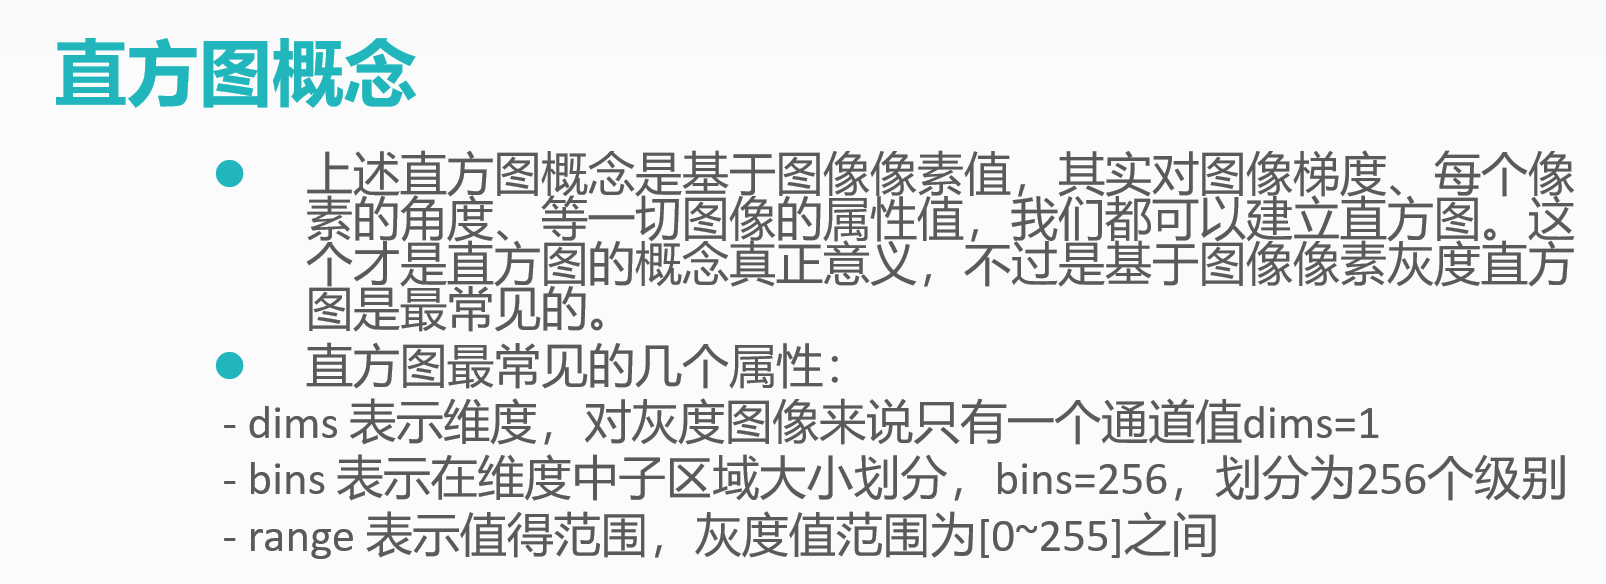 直方图概念
上述直方图概念是基于图像像素值，其实对图像梯度、每个像
素的角度、等一切图像的属性值，我们都可以建立直方图。这
个才是直方图的概念真正意义，不过是基于图像像素灰度直方
图是最常见的。
直方图最常见的几个属性：
- dims 表示维度，对灰度图像来说只有一个通道值dims=1
- bins 表示在维度中子区域大小划分，bins=256，划分为256个级别
- range 表示值得范围，灰度值范围为[0~255]之间